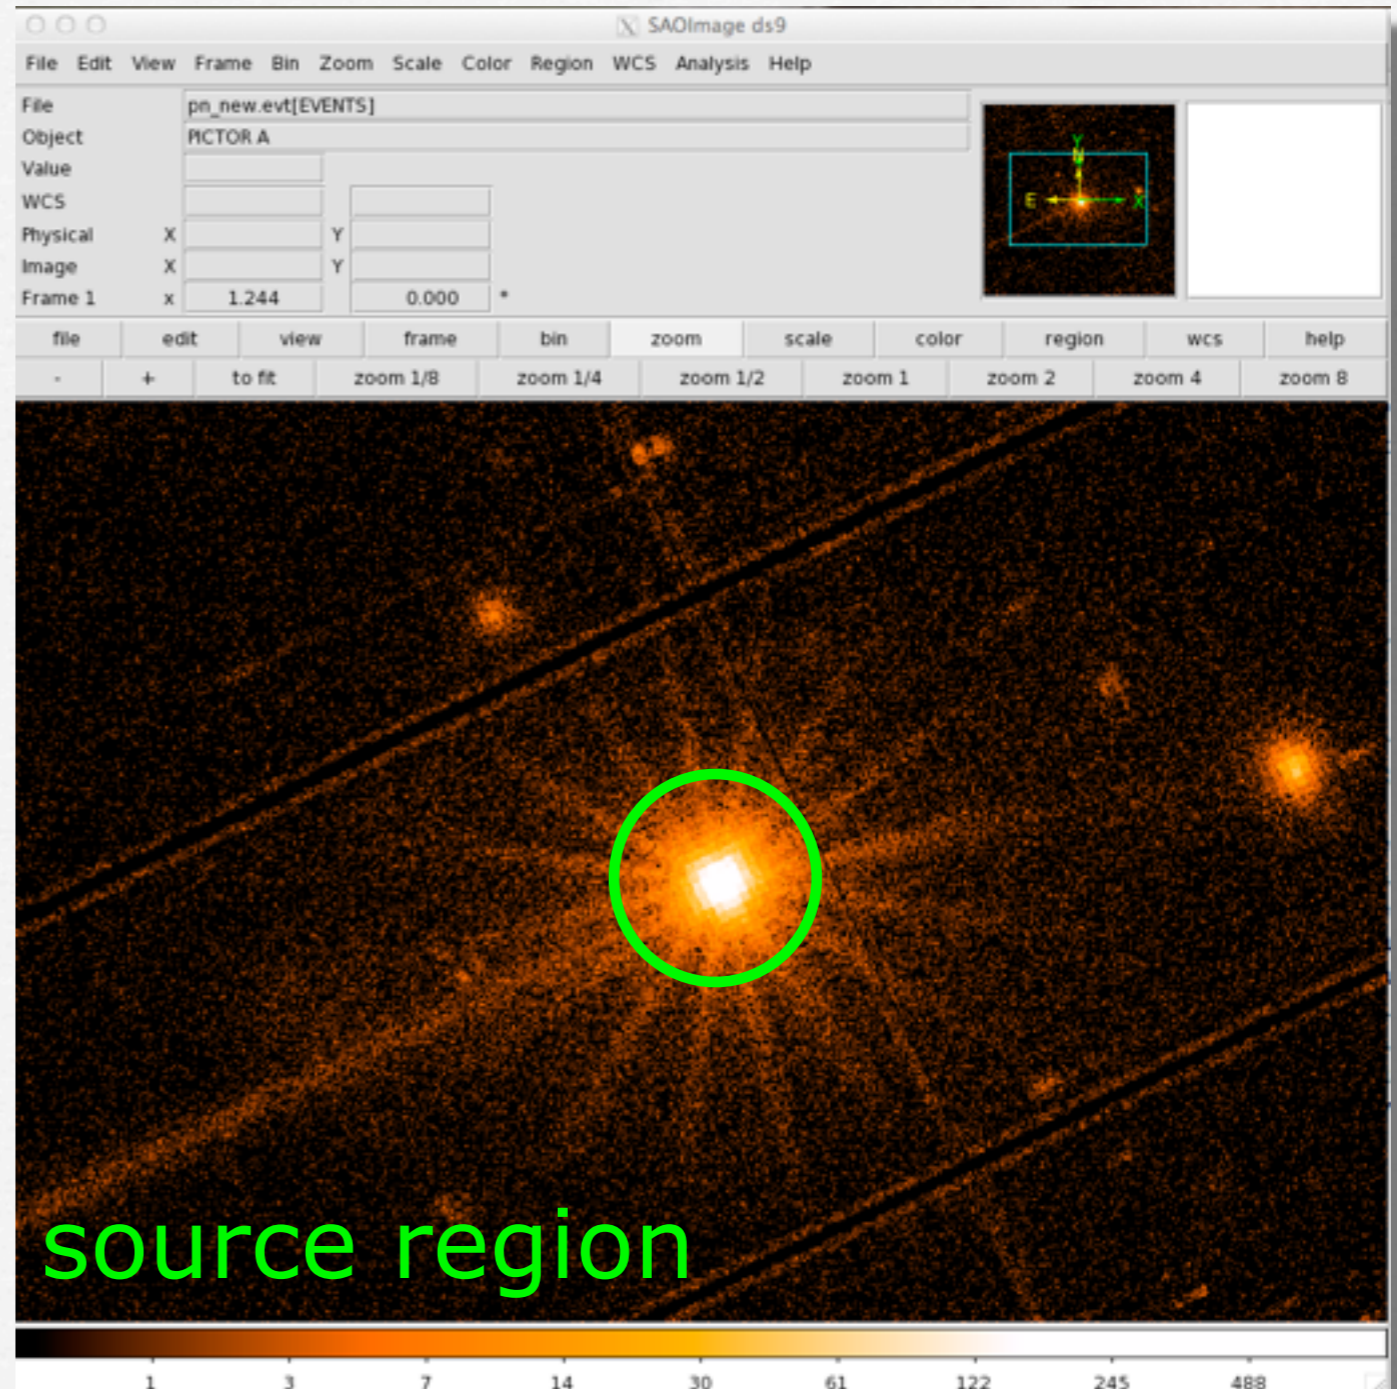 SAOImage ds9
File Edit View Frame Bin Zoom Scale Color Region WCS Analysis Help
File pn_new.evt[EVENTS]
Object PICTOR A
Value
WCS
Physical X Y
Image X Y
Frame 1 x 1.244 0.000 °
Y
N
E X
file edit view frame bin zoom scale color region wcs help
- + to fit zoom 1/8 zoom 1/4 zoom 1/2 zoom 1 zoom 2 zoom 4 zoom 8
source region
1 3 7 14 30 61 122 245 488